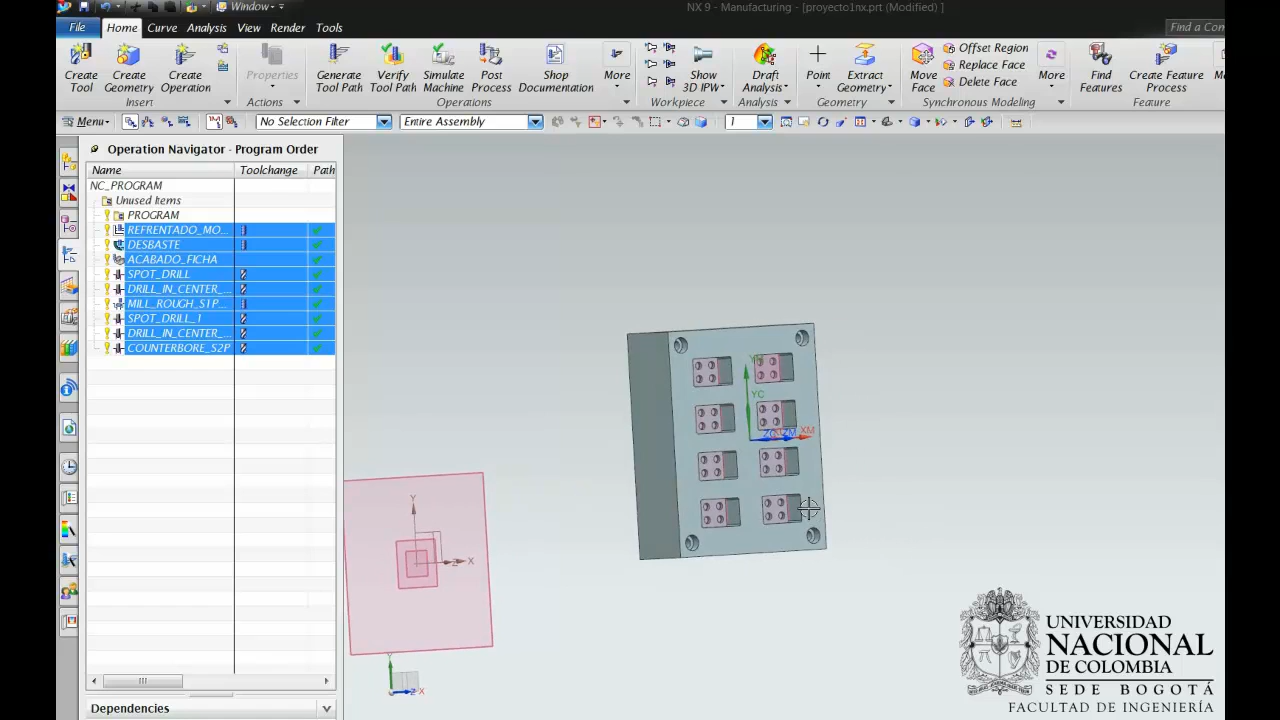 Window
NX 9 - Manufacturing - [proyecto1nx.prt (Modified) ]
File Home Curve Analysis View Render Tools
Find a Con
Create Tool
Create Geometry
Create Operation
Insert
Properties
Actions
Generate Tool Path
Verify Tool Path
Simulate Machine
Post Process
Shop Documentation
More
Operations
Show 3D IPW
Workpiece
Draft Analysis
Analysis
Point
Extract Geometry
Geometry
Move Face
Offset Region
Replace Face
Delete Face
More
Synchronous Modeling
Find Features
Create Feature Process
Feature
Menu
No Selection Filter
Entire Assembly
1
Operation Navigator - Program Order
Name Toolchange Path
NC_PROGRAM
Unused Items
PROGRAM
REFRENTADO_MO...
DESBASTE
ACABADO_FICHA
SPOT_DRILL
DRILL_IN_CENTER_...
MILL_ROUGH_S1P...
SPOT_DRILL_1
DRILL_IN_CENTER_...
COUNTERBORE_S2P
Dependencies
YC
XM
Y
X
Y
X
UNIVERSIDAD
NACIONAL
DE COLOMBIA
SEDE BOGOTÁ
FACULTAD DE INGENIERÍA